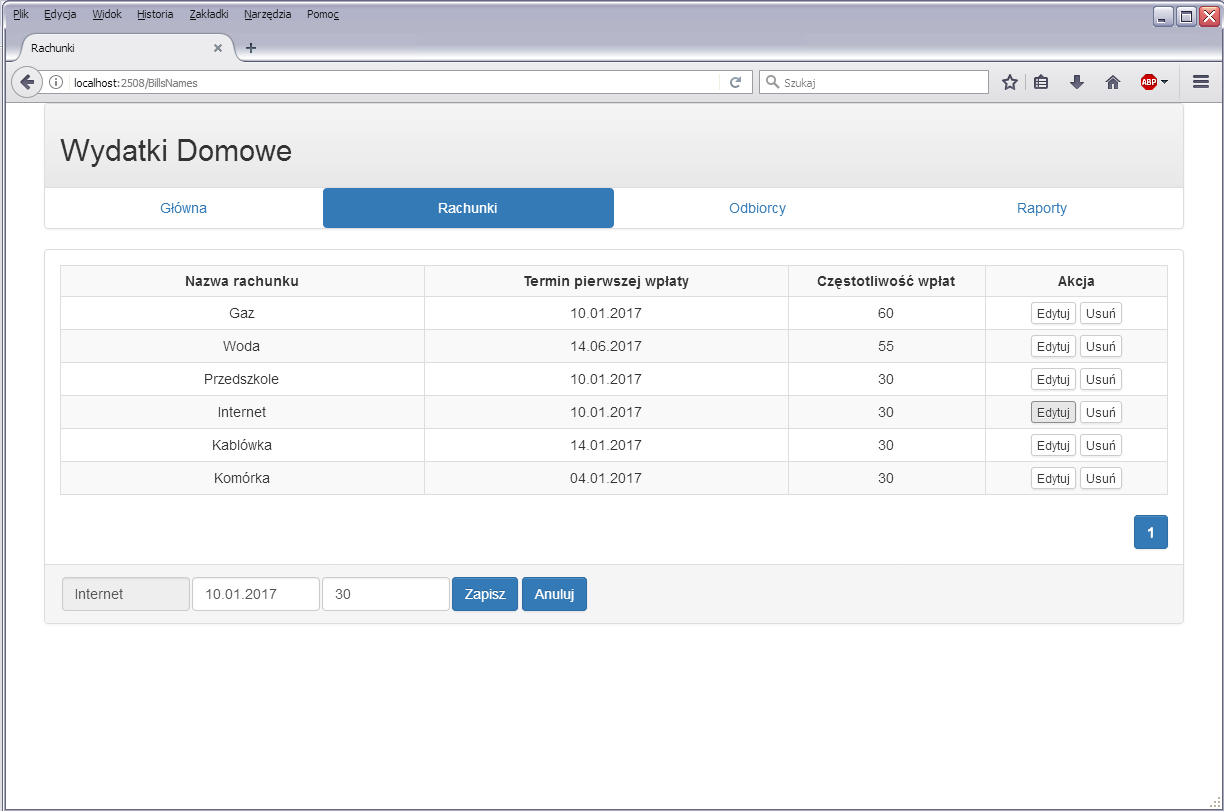 Plik Edycja Widok Historia Zakładki Narzędzia Pomoc
Rachunki
localhost:2508/BillsNames Szukaj ABP
Wydatki Domowe
Główna Rachunki Odbiorcy Raporty
Nazwa rachunku Termin pierwszej wpłaty Częstotliwość wpłat Akcja
Gaz 10.01.2017 60 Edytuj Usuń
Woda 14.06.2017 55 Edytuj Usuń
Przedszkole 10.01.2017 30 Edytuj Usuń
Internet 10.01.2017 30 Edytuj Usuń
Kablówka 14.01.2017 30 Edytuj Usuń
Komórka 04.01.2017 30 Edytuj Usuń
1
Internet 10.01.2017 30 Zapisz Anuluj